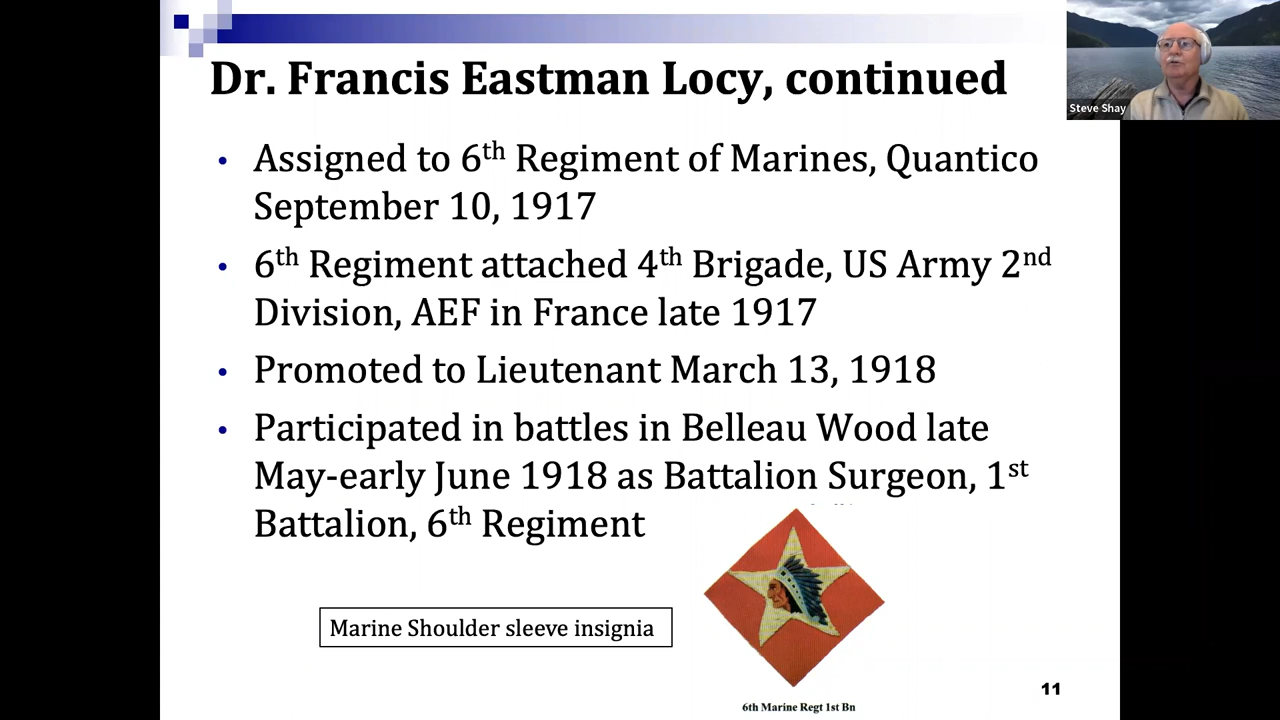 Dr. Francis Eastman Locy, continued
Steve Shay
• Assigned to 6th Regiment of Marines, Quantico
September 10, 1917
• 6th Regiment attached 4th Brigade, US Army 2nd
Division, AEF in France late 1917
• Promoted to Lieutenant March 13, 1918
• Participated in battles in Belleau Wood late
May-early June 1918 as Battalion Surgeon, 1st
Battalion, 6th Regiment
Marine Shoulder sleeve insignia
6th Marine Regt 1st Bn
11